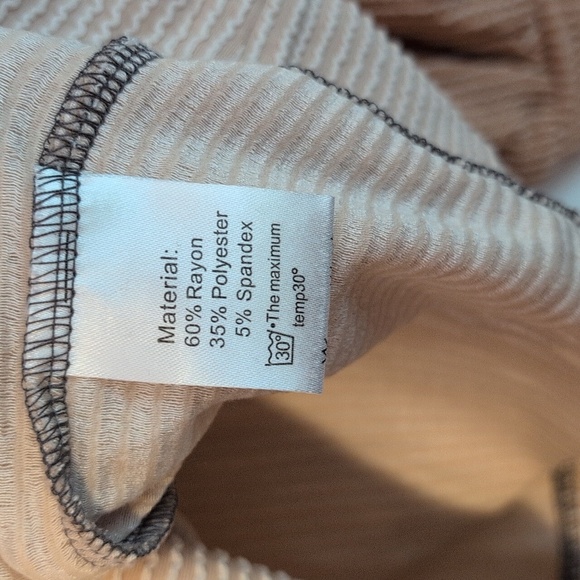 Material:
60% Rayon
35% Polyester
5% Spandex
30° •The maximum
temp30°